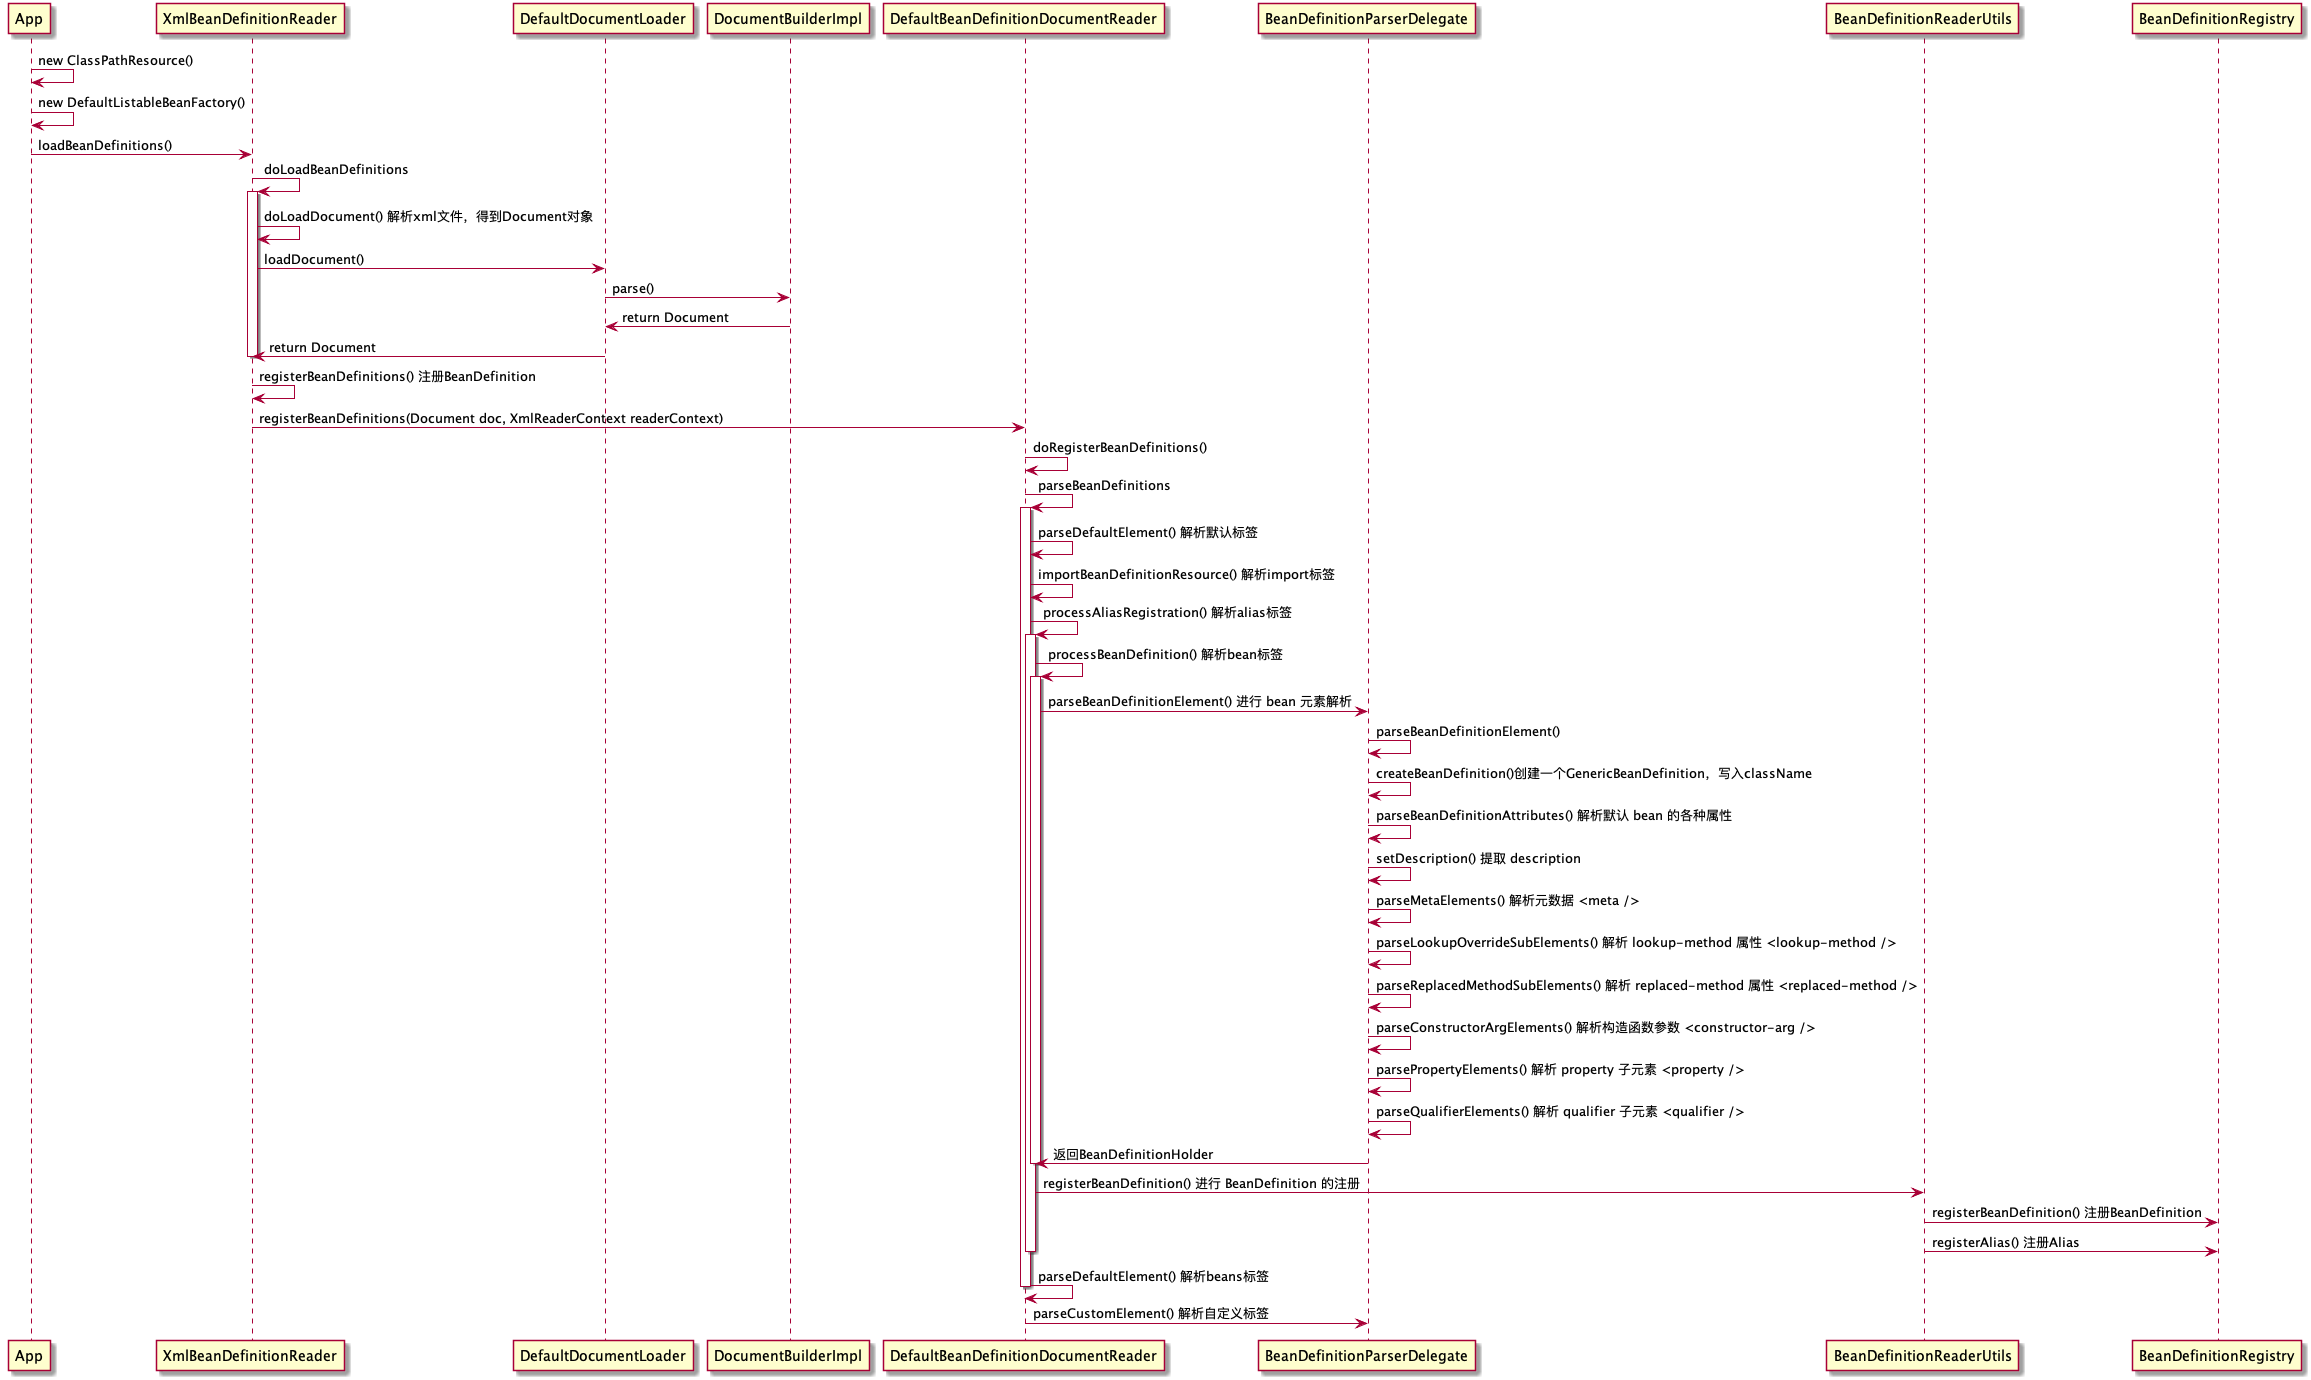 App
XmlBeanDefinitionReader
DefaultDocumentLoader
DocumentBuilderImpl
DefaultBeanDefinitionDocumentReader
BeanDefinitionParserDelegate
BeanDefinitionReaderUtils
BeanDefinitionRegistry
new ClassPathResource()
new DefaultListableBeanFactory()
loadBeanDefinitions()
doLoadBeanDefinitions
doLoadDocument() 解析xml文件，得到Document对象
loadDocument()
parse()
return Document
return Document
registerBeanDefinitions() 注册BeanDefinition
registerBeanDefinitions(Document doc, XmlReaderContext readerContext)
doRegisterBeanDefinitions()
parseBeanDefinitions
parseDefaultElement() 解析默认标签
importBeanDefinitionResource() 解析import标签
processAliasRegistration() 解析alias标签
processBeanDefinition() 解析bean标签
parseBeanDefinitionElement() 进行 bean 元素解析
parseBeanDefinitionElement()
createBeanDefinition()创建一个GenericBeanDefinition，写入className
parseBeanDefinitionAttributes() 解析默认 bean 的各种属性
setDescription() 提取 description
parseMetaElements() 解析元数据 <meta />
parseLookupOverrideSubElements() 解析 lookup-method 属性 <lookup-method />
parseReplacedMethodSubElements() 解析 replaced-method 属性 <replaced-method />
parseConstructorArgElements() 解析构造函数参数 <constructor-arg />
parsePropertyElements() 解析 property 子元素 <property />
parseQualifierElements() 解析 qualifier 子元素 <qualifier />
返回BeanDefinitionHolder
registerBeanDefinition() 进行 BeanDefinition 的注册
registerBeanDefinition() 注册BeanDefinition
registerAlias() 注册Alias
parseDefaultElement() 解析beans标签
parseCustomElement() 解析自定义标签
App
XmlBeanDefinitionReader
DefaultDocumentLoader
DocumentBuilderImpl
DefaultBeanDefinitionDocumentReader
BeanDefinitionParserDelegate
BeanDefinitionReaderUtils
BeanDefinitionRegistry